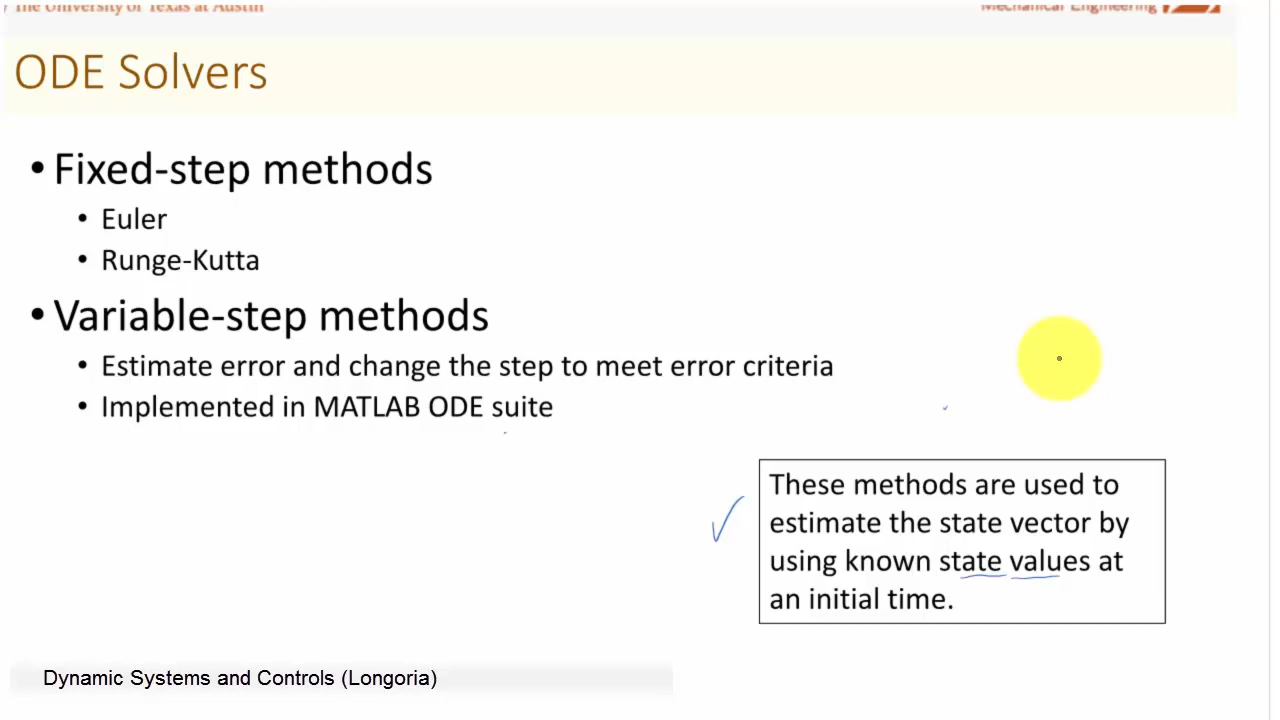 The University of Texas at Austin
Mechanical Engineering
ODE Solvers
• Fixed-step methods
• Euler
• Runge-Kutta
• Variable-step methods
• Estimate error and change the step to meet error criteria
• Implemented in MATLAB ODE suite
These methods are used to
estimate the state vector by
using known state values at
an initial time.
Dynamic Systems and Controls (Longoria)